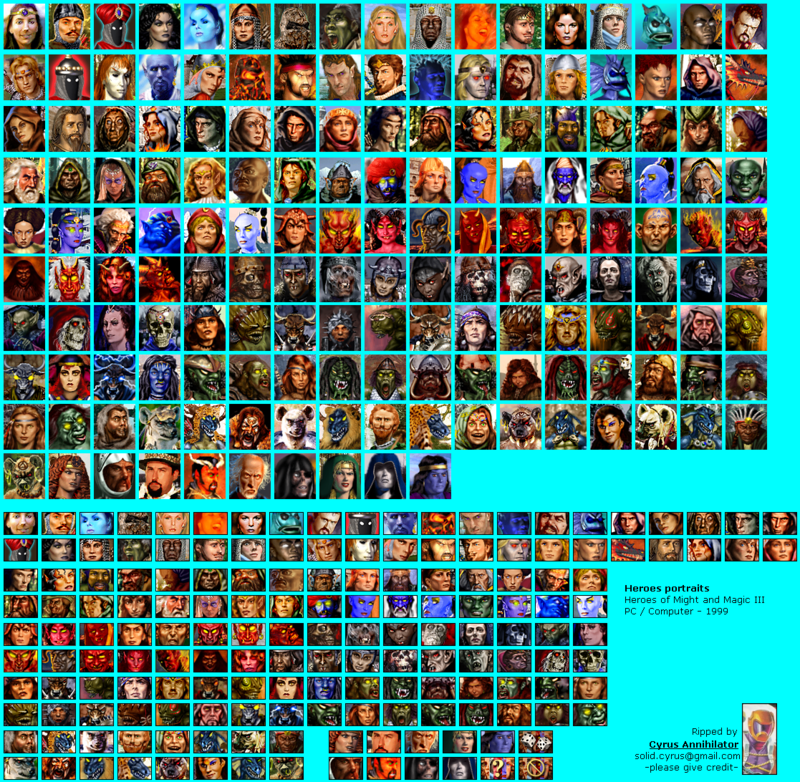 Heroes portraits
Heroes of Might and Magic III
PC / Computer - 1999
Ripped by
Cyrus Annihilator
solid.cyrus@gmail.com
-please give credit-